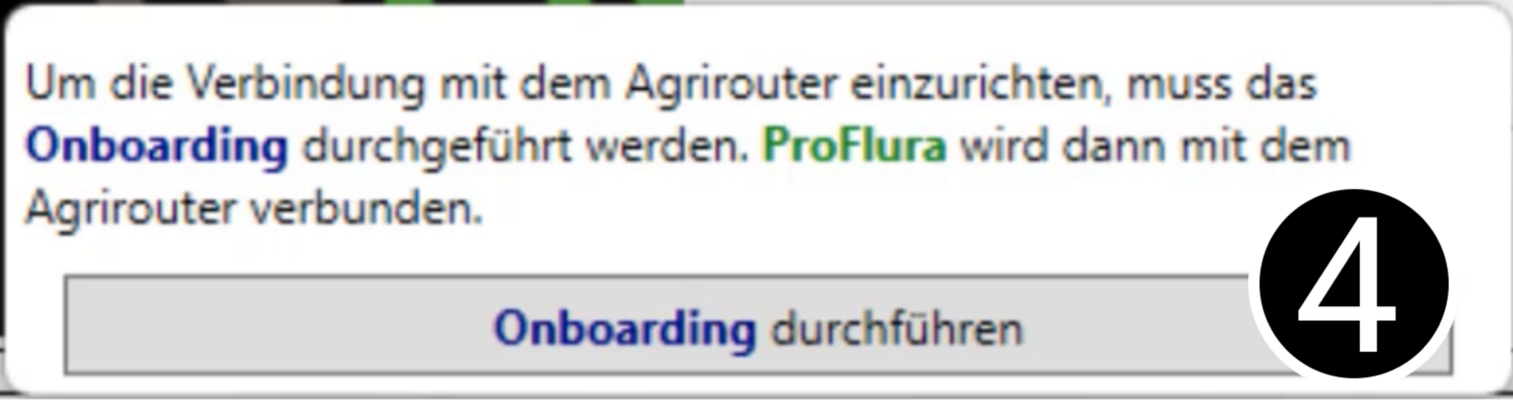 Um die Verbindung mit dem Agrirouter einzurichten, muss das
Onboarding durchgeführt werden. ProFlura wird dann mit dem
Agrirouter verbunden.
Onboarding durchführen
4